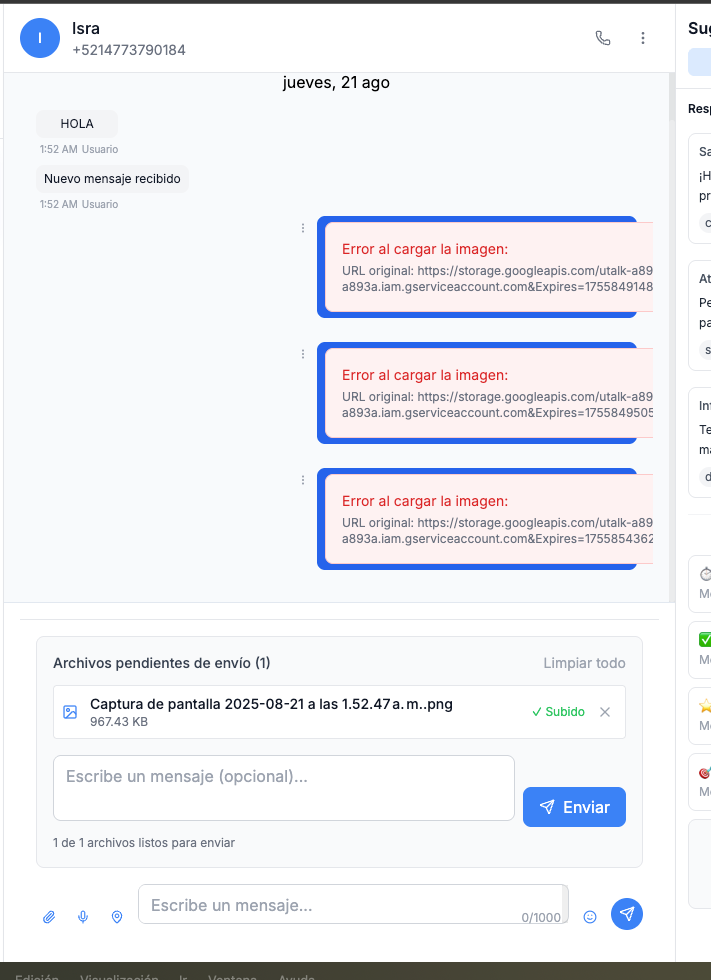 I
Isra
+5214773790184
jueves, 21 ago
HOLA
1:52 AM Usuario
Nuevo mensaje recibido
1:52 AM Usuario
Error al cargar la imagen:
URL original: https://storage.googleapis.com/utalk-a89
a893a.iam.gserviceaccount.com&Expires=1755849148
Error al cargar la imagen:
URL original: https://storage.googleapis.com/utalk-a89
a893a.iam.gserviceaccount.com&Expires=1755849505
Error al cargar la imagen:
URL original: https://storage.googleapis.com/utalk-a89
a893a.iam.gserviceaccount.com&Expires=1755854362
Archivos pendientes de envío (1)
Limpiar todo
Captura de pantalla 2025-08-21 a las 1.52.47 a. m..png
967.43 KB
✓ Subido
Escribe un mensaje (opcional)...
Enviar
1 de 1 archivos listos para enviar
Escribe un mensaje...
0/1000
Sug
Resp
Sa
¡H
pr
c
At
Pe
pa
s
Int
Te
ma
d
Me
Me
Me
Me
Edición Visualización Ir Ventana Ayuda